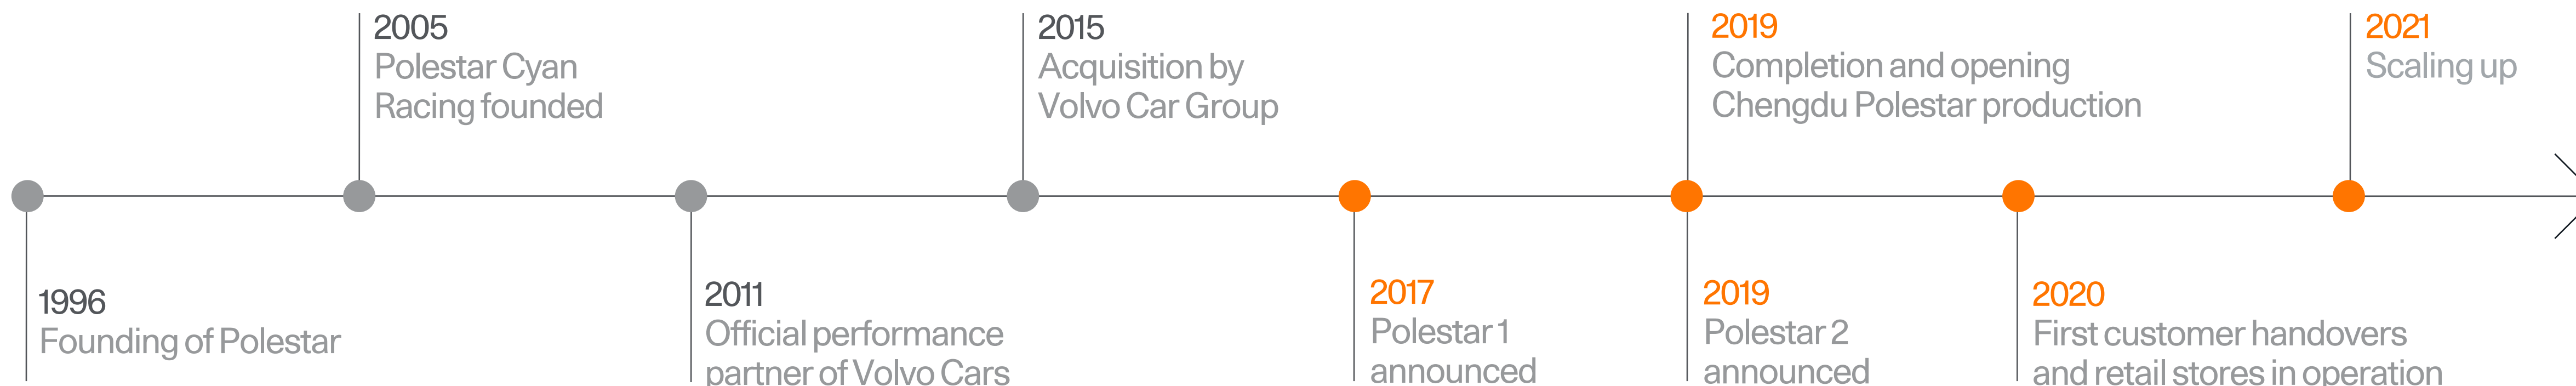 2005
Polestar Cyan
Racing founded
2015
Acquisition by
Volvo Car Group
2019
Completion and opening
Chengdu Polestar production
2021
Scaling up
1996
Founding of Polestar
2011
Official performance
partner of Volvo Cars
2017
Polestar 1
announced
2019
Polestar 2
announced
2020
First customer handovers
and retail stores in operation